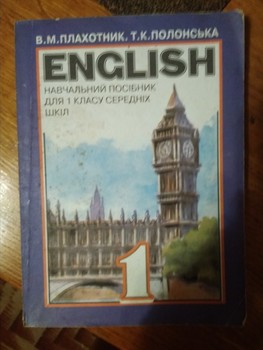 В.М.ПЛАХОТНИК, Т.К.ПОЛОНСЬКА
ENGLISH
НАВЧАЛЬНИЙ ПОСІБНИК
ДЛЯ 1 КЛАСУ СЕРЕДНІХ
ШКІЛ
1